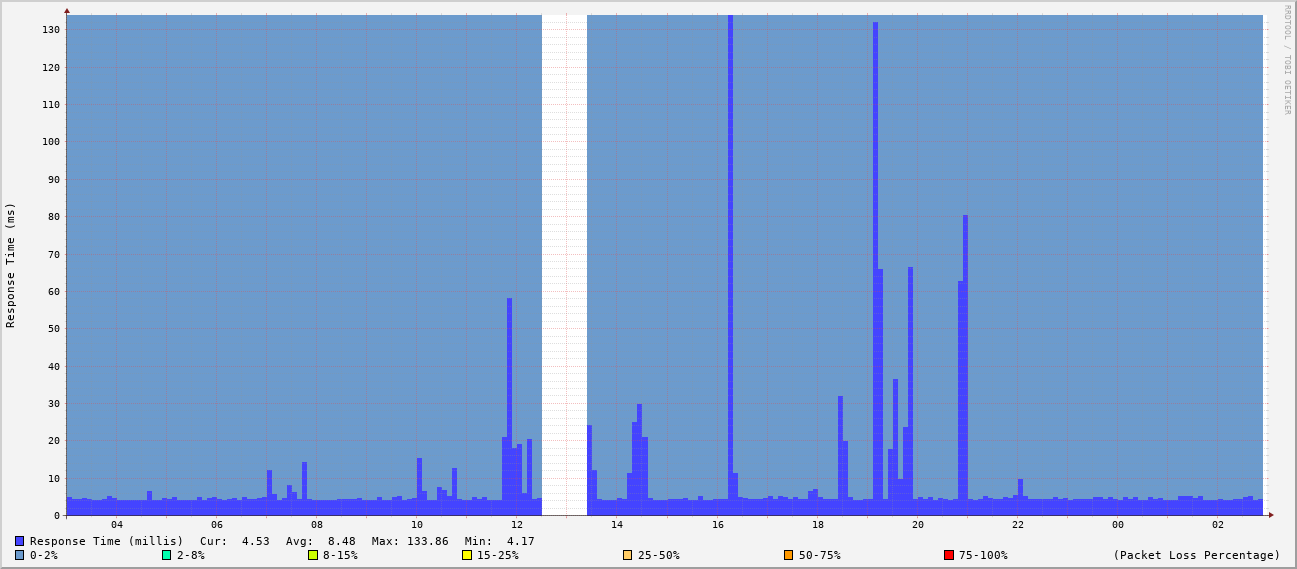 RRDTOOL / TOBI OETIKER
Response Time (ms)
130
120
110
100
90
80
70
60
50
40
30
20
10
0
04 06 08 10 12 14 16 18 20 22 00 02
Response Time (millis) Cur: 4.53 Avg: 8.48 Max: 133.86 Min: 4.17
0-2% 2-8% 8-15% 15-25% 25-50% 50-75% 75-100% (Packet Loss Percentage)